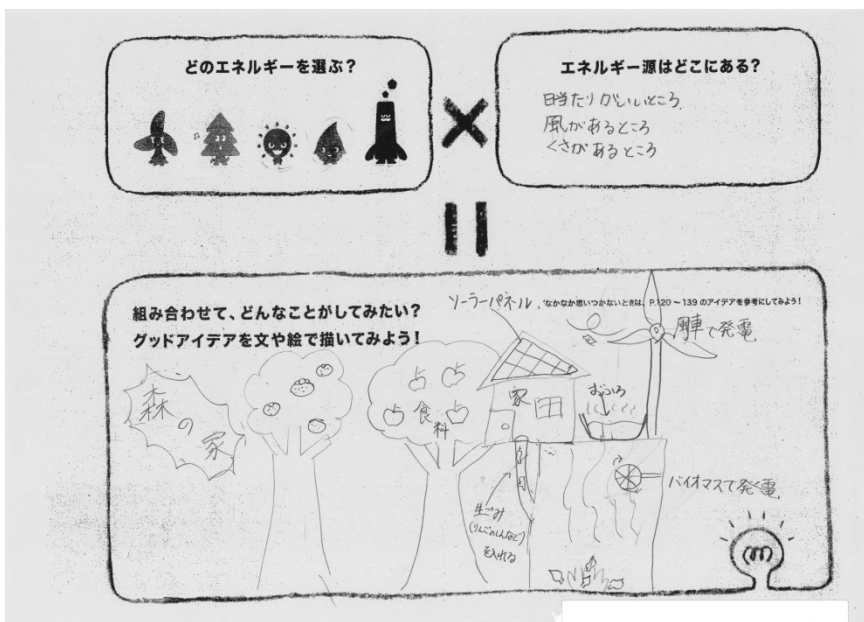 どのエネルギーを選ぶ?
エネルギー源はどこにある?
日当たりがいいところ
風があるところ
くさがあるところ
組み合わせて、どんなことがしてみたい?
グッドアイデアを文や絵で描いてみよう!
なかなか思いつかないときは、P.120〜139のアイデアを参考にしてみよう!
ソーラーパネル
風車で発電
森の家
食料
家
おふろ
バイオマスで発電
生ごみ
(りんごのしんなど)
を入れる